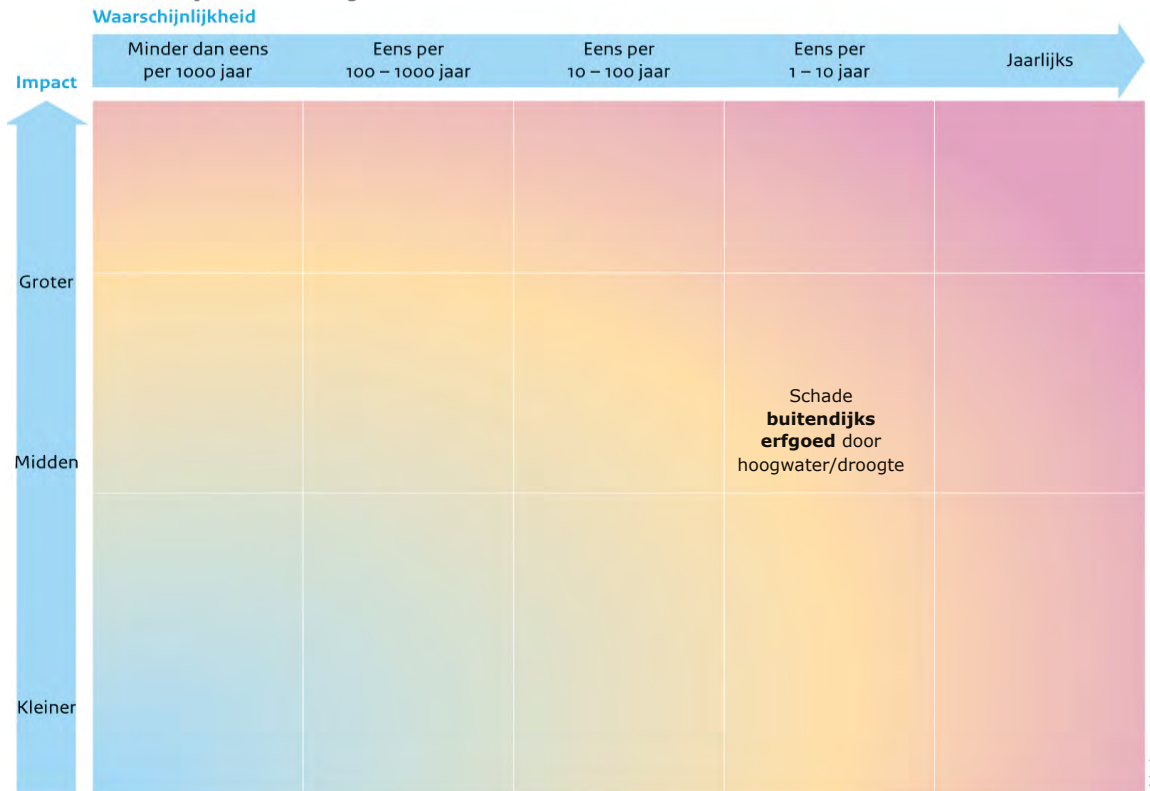 Waarschijnlijkheid
Minder dan eens
per 1000 jaar
Eens per
100 – 1000 jaar
Eens per
10 – 100 jaar
Eens per
1 – 10 jaar
Jaarlijks
Impact
Groter
Midden
Kleiner
Schade
buitendijks
erfgoed door
hoogwater/droogte